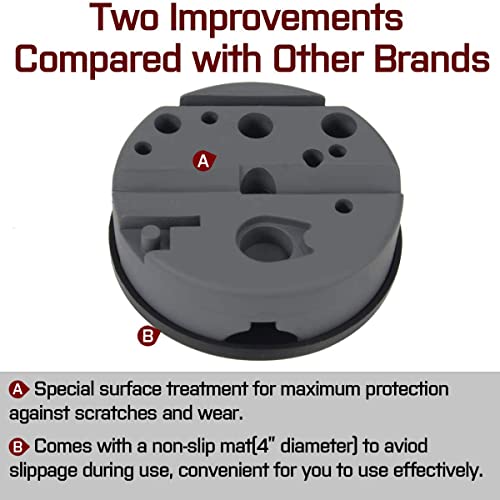 Two Improvements
Compared with Other Brands
A
B
A Special surface treatment for maximum protection
against scratches and wear.
B Comes with a non-slip mat(4” diameter) to aviod
slippage during use, convenient for you to use effectively.